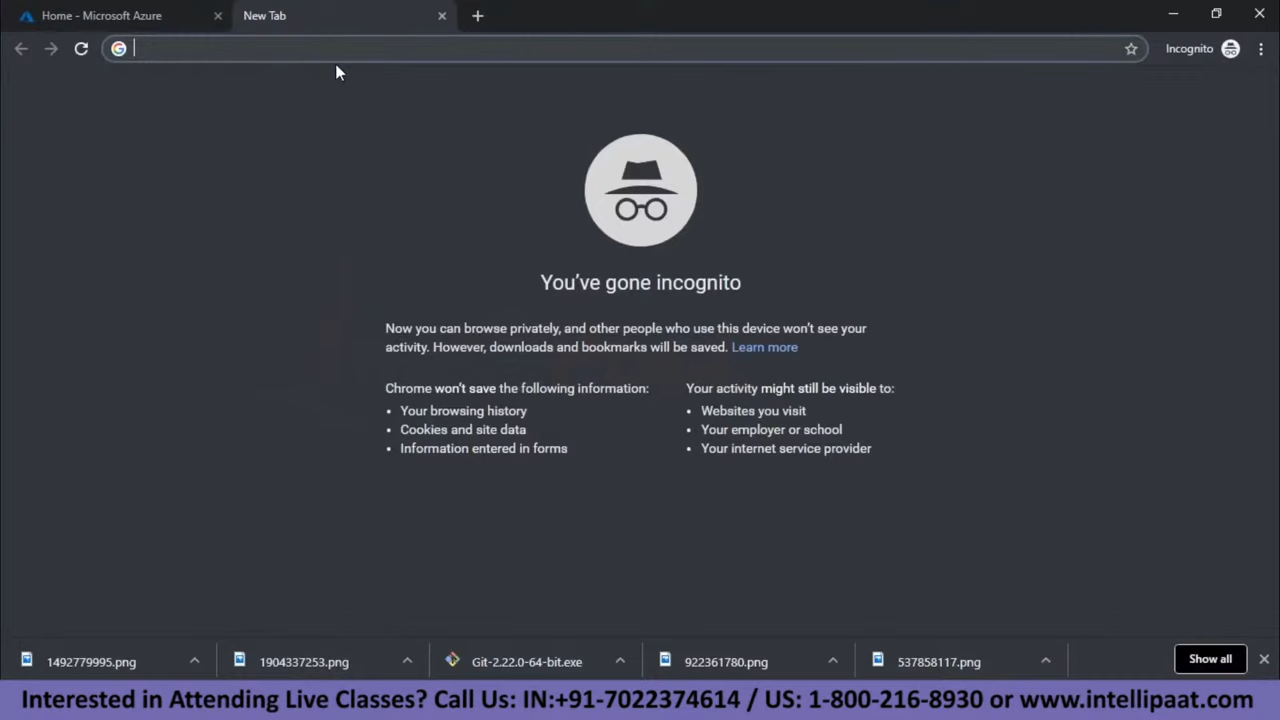 Home - Microsoft Azure
New Tab
Incognito
You've gone incognito
Now you can browse privately, and other people who use this device won't see your
activity. However, downloads and bookmarks will be saved. Learn more
Chrome won't save the following information:
• Your browsing history
• Cookies and site data
• Information entered in forms
Your activity might still be visible to:
• Websites you visit
• Your employer or school
• Your internet service provider
1492779995.png
1904337253.png
Git-2.22.0-64-bit.exe
922361780.png
537858117.png
Show all
Interested in Attending Live Classes? Call Us: IN:+91-7022374614 / US: 1-800-216-8930 or www.intellipaat.com